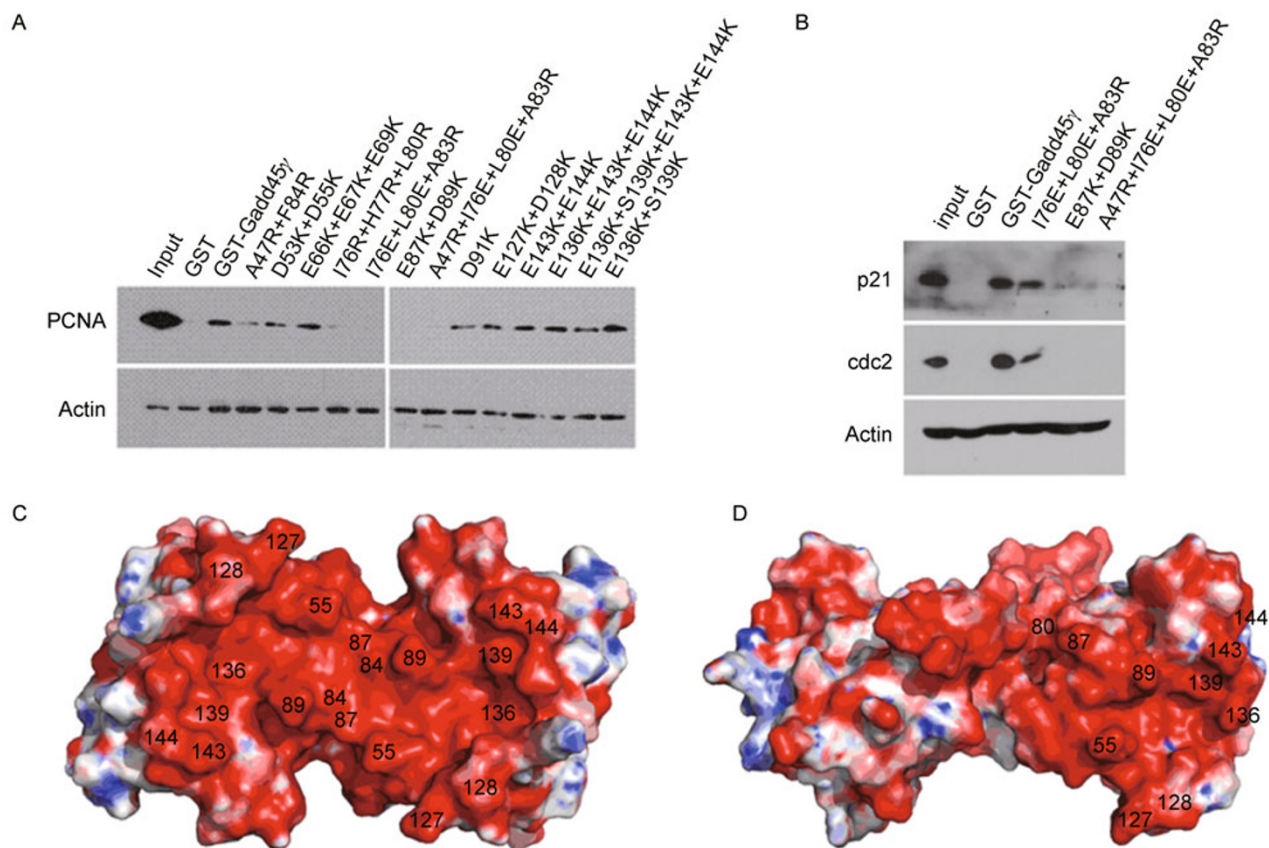 A
Input
GST
GST-Gadd45γ
A47R+F84R
D53K+D55K
E66K+E67K+E69K
I76R+H77R+L80R
I76E+L80E+A83R
E87K+D89K
A47R+I76E+L80E+A83R
D91K
E127K+D128K
E143K+E144K
E136K+E143K+E144K
E136K+S139K+E143K+E144K
E136K+S139K
PCNA
Actin
B
input
GST
GST-Gadd45γ
I76E+L80E+A83R
E87K+D89K
A47R+I76E+L80E+A83R
p21
cdc2
Actin
C
127
128
55
143
144
87
84
89
139
136
89
84
87
139
136
144
143
55
128
127
D
80
87
144
143
89
139
136
55
128
127